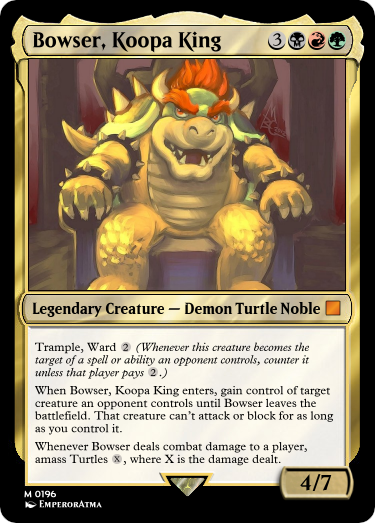 Bowser, Koopa King 3
Legendary Creature — Demon Turtle Noble
Trample, Ward 2 (Whenever this creature becomes the
target of a spell or ability an opponent controls, counter it
unless that player pays 2.)
When Bowser, Koopa King enters, gain control of target
creature an opponent controls until Bowser leaves the
battlefield. That creature can't attack or block for as long
as you control it.
Whenever Bowser deals combat damage to a player,
amass Turtles X, where X is the damage dealt.
4/7
M 0196
EmperorAtma